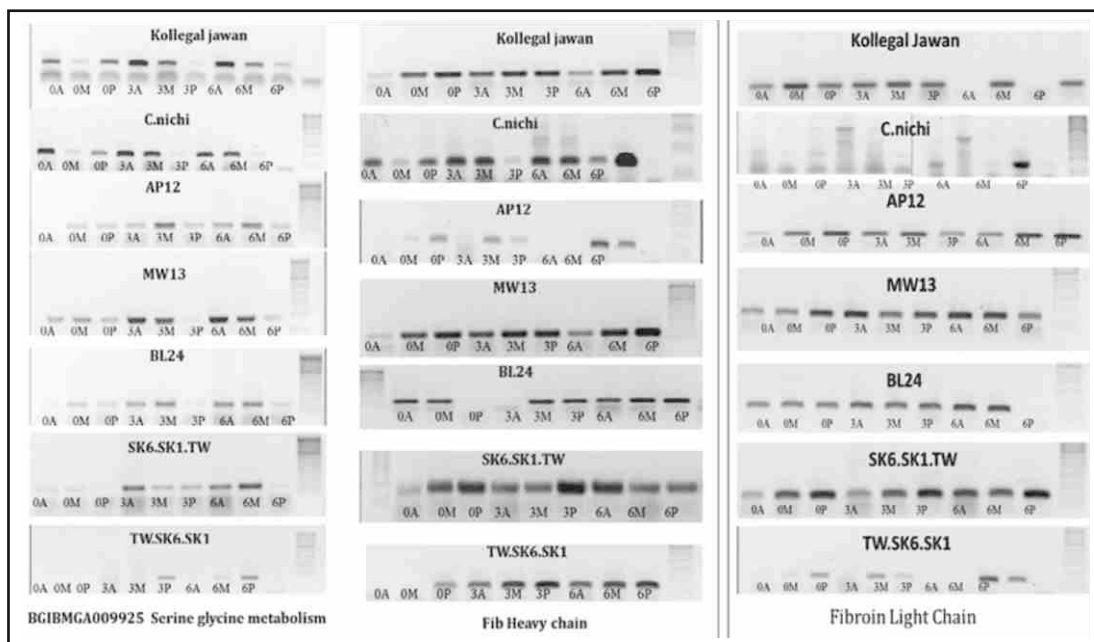 Kollegal jawan
0A 0M 0P 3A 3M 6A 6M 6P
C.nichi
0A 0M 0P 3A 3M 3P 6A 6M 6P
AP12
0A 0M 0P 3A 3M 3P 6A 6M 6P
MW13
0A 0M 0P 3A 3M 3P 6A 6M 6P
BL24
0A 0M 0P 3A 3M 3P 6A 6M 6P
SK6.SK1.TW
0A 0M 0P 3A 3M 3P 6A 6M 6P
TW.SK6.SK1
0A 0M 0P 3A 3M 3P 6A 6M 6P
BGIBMGA009925 Serine glycine metabolism
Kollegal jawan
0A 0M 0P 3A 3M 3P 6A 6M 6P
C.nichi
0A 0M 0P 3A 3M 3P 6A 6M 6P
AP12
0A 0M 0P 3A 3M 3P 6A 6M 6P
MW13
0A 0M 0P 3A 3M 3P 6A 6M 6P
BL24
0A 0M 0P 3A 3M 3P 6A 6M 6P
SK6.SK1.TW
0A 0M 0P 3A 3M 3P 6A 6M 6P
TW.SK6.SK1
0A 0M 0P 3A 3M 3P 6A 6M 6P
Fib Heavy chain
Kollegal Jawan
0A 0M 0P 3A 3M 3P 6A 6M 6P
C.nichi
0A 0M 0P 3A 3M 3P 6A 6M 6P
AP12
0A 0M 0P 3A 3M 3P 6A 6M 6P
MW13
0A 0M 0P 3A 3M 3P 6A 6M 6P
BL24
0A 0M 0P 3A 3M 3P 6A 6M 6P
SK6.SK1.TW
0A 0M 0P 3A 3M 3P 6A 6M 6P
TW.SK6.SK1
0A 0M 0P 3A 3M 3P 6A 6M 6P
Fibroin Light Chain